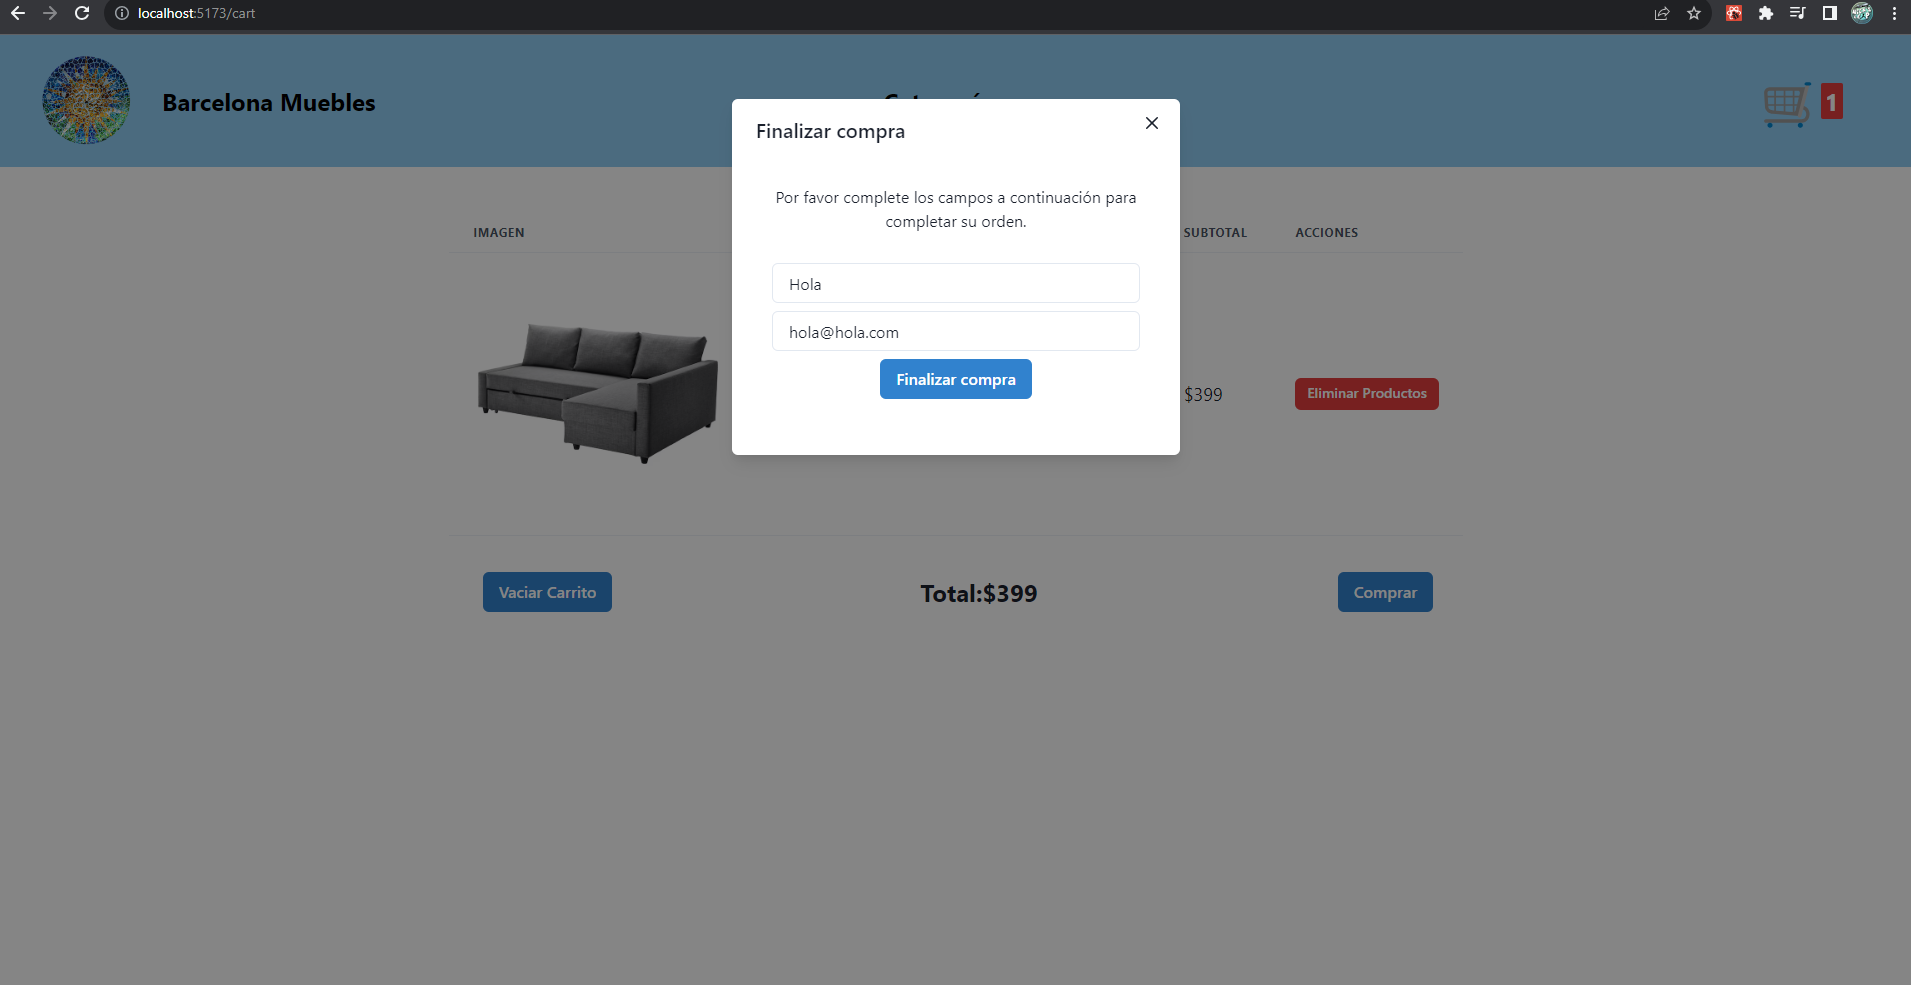 localhost:5173/cart
Barcelona Muebles
1
Finalizar compra
Por favor complete los campos a continuación para
completar su orden.
Hola
hola@hola.com
Finalizar compra
IMAGEN
SUBTOTAL
ACCIONES
$399
Eliminar Productos
Vaciar Carrito
Total:$399
Comprar